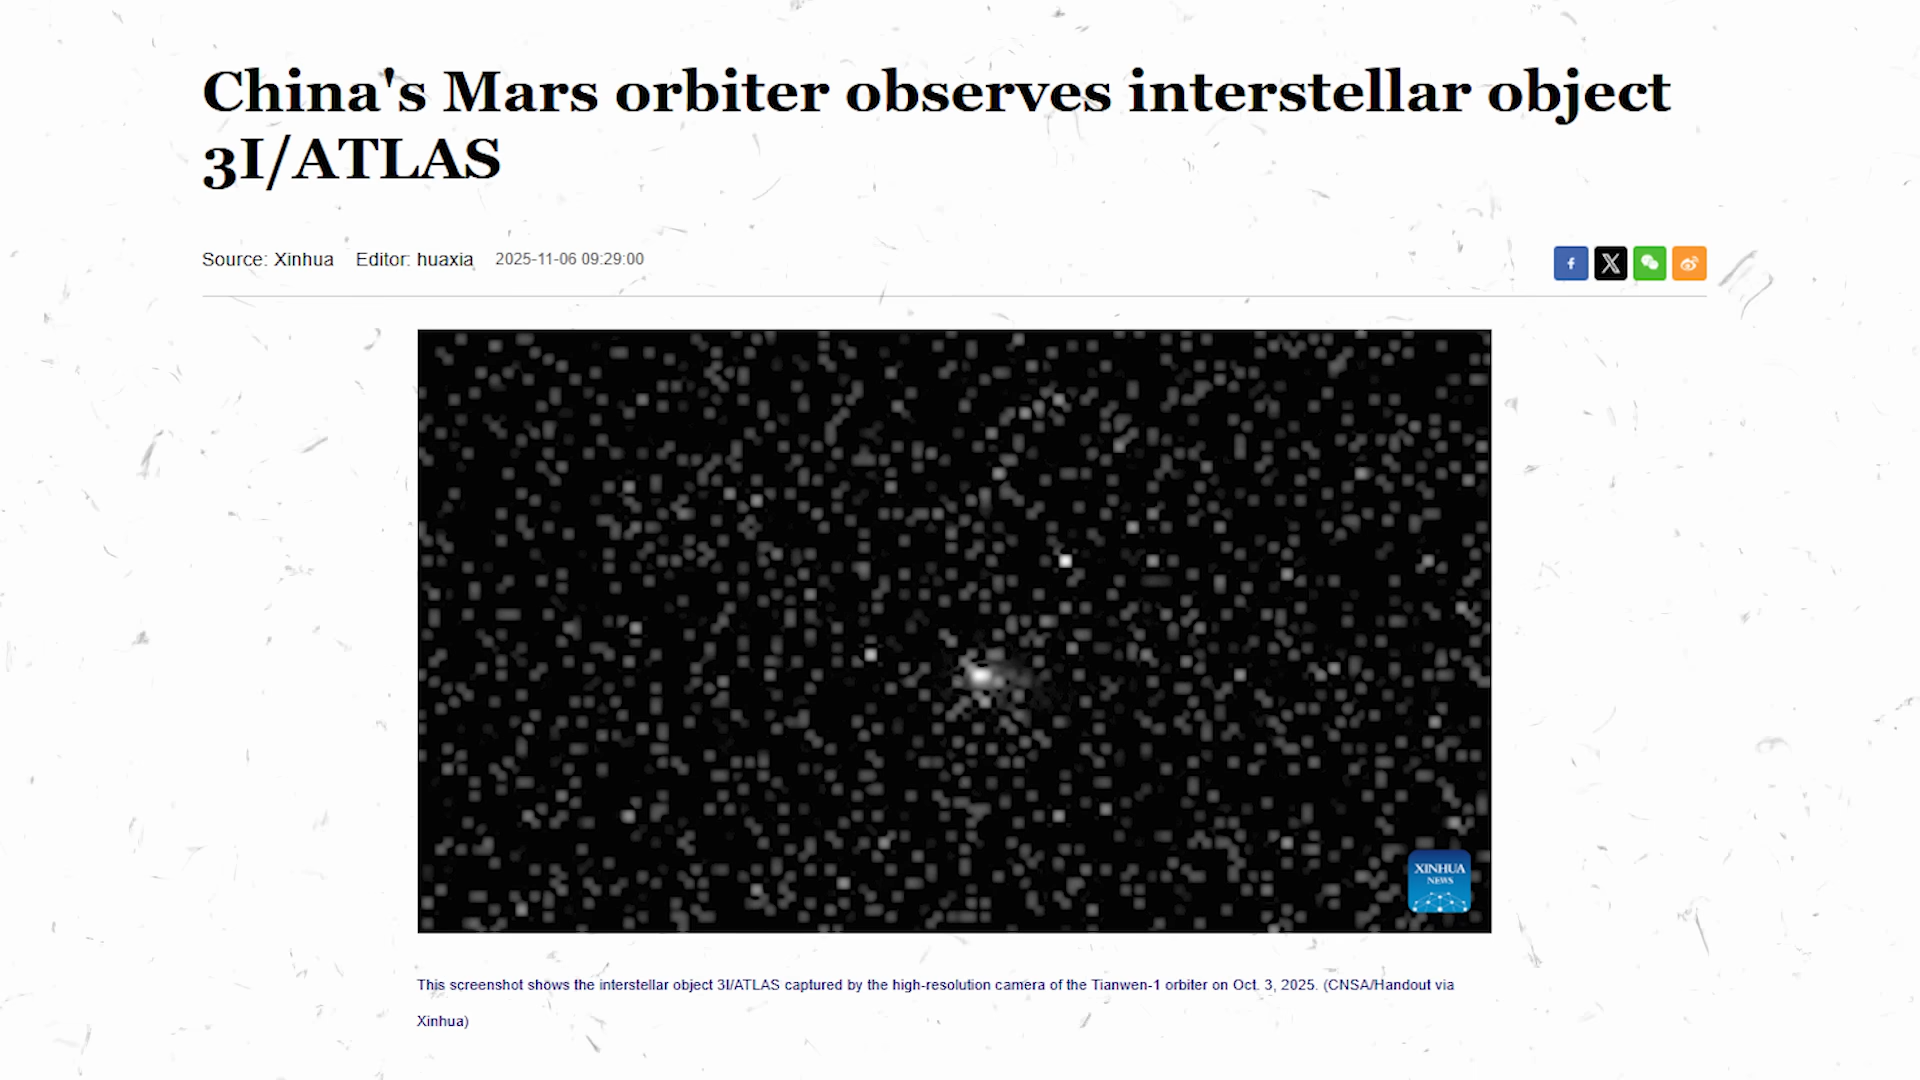 China's Mars orbiter observes interstellar object
3I/ATLAS
Source: Xinhua Editor: huaxia 2025-11-06 09:29:00
XINHUA
NEWS
This screenshot shows the interstellar object 3I/ATLAS captured by the high-resolution camera of the Tianwen-1 orbiter on Oct. 3, 2025. (CNSA/Handout via
Xinhua)